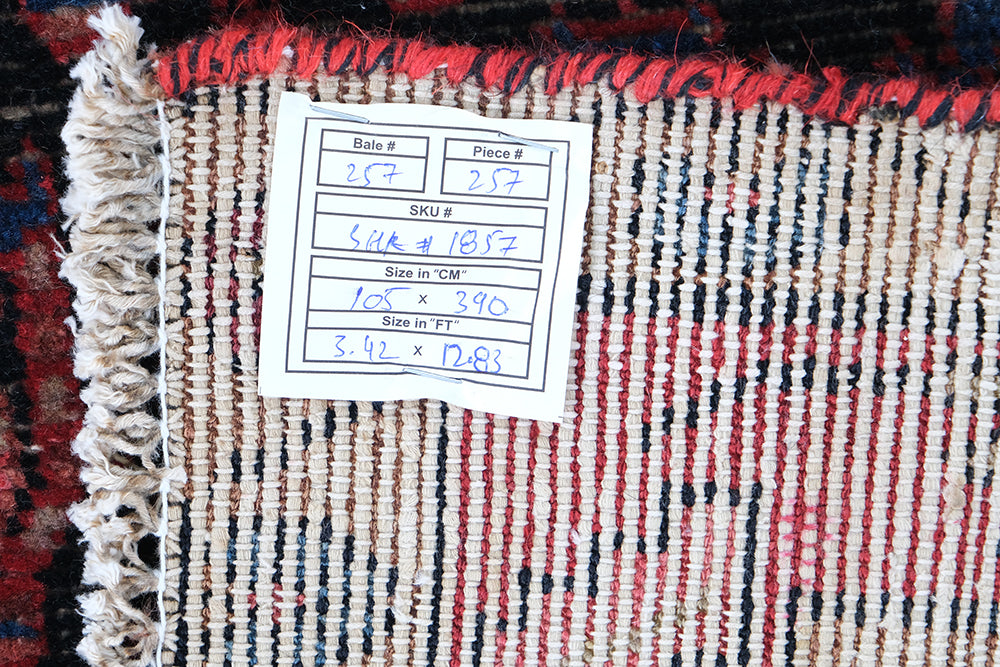 Bale # Piece #
257 257
SKU #
SHR # 1857
Size in "CM"
105 x 390
Size in "FT"
3.42 x 12.83